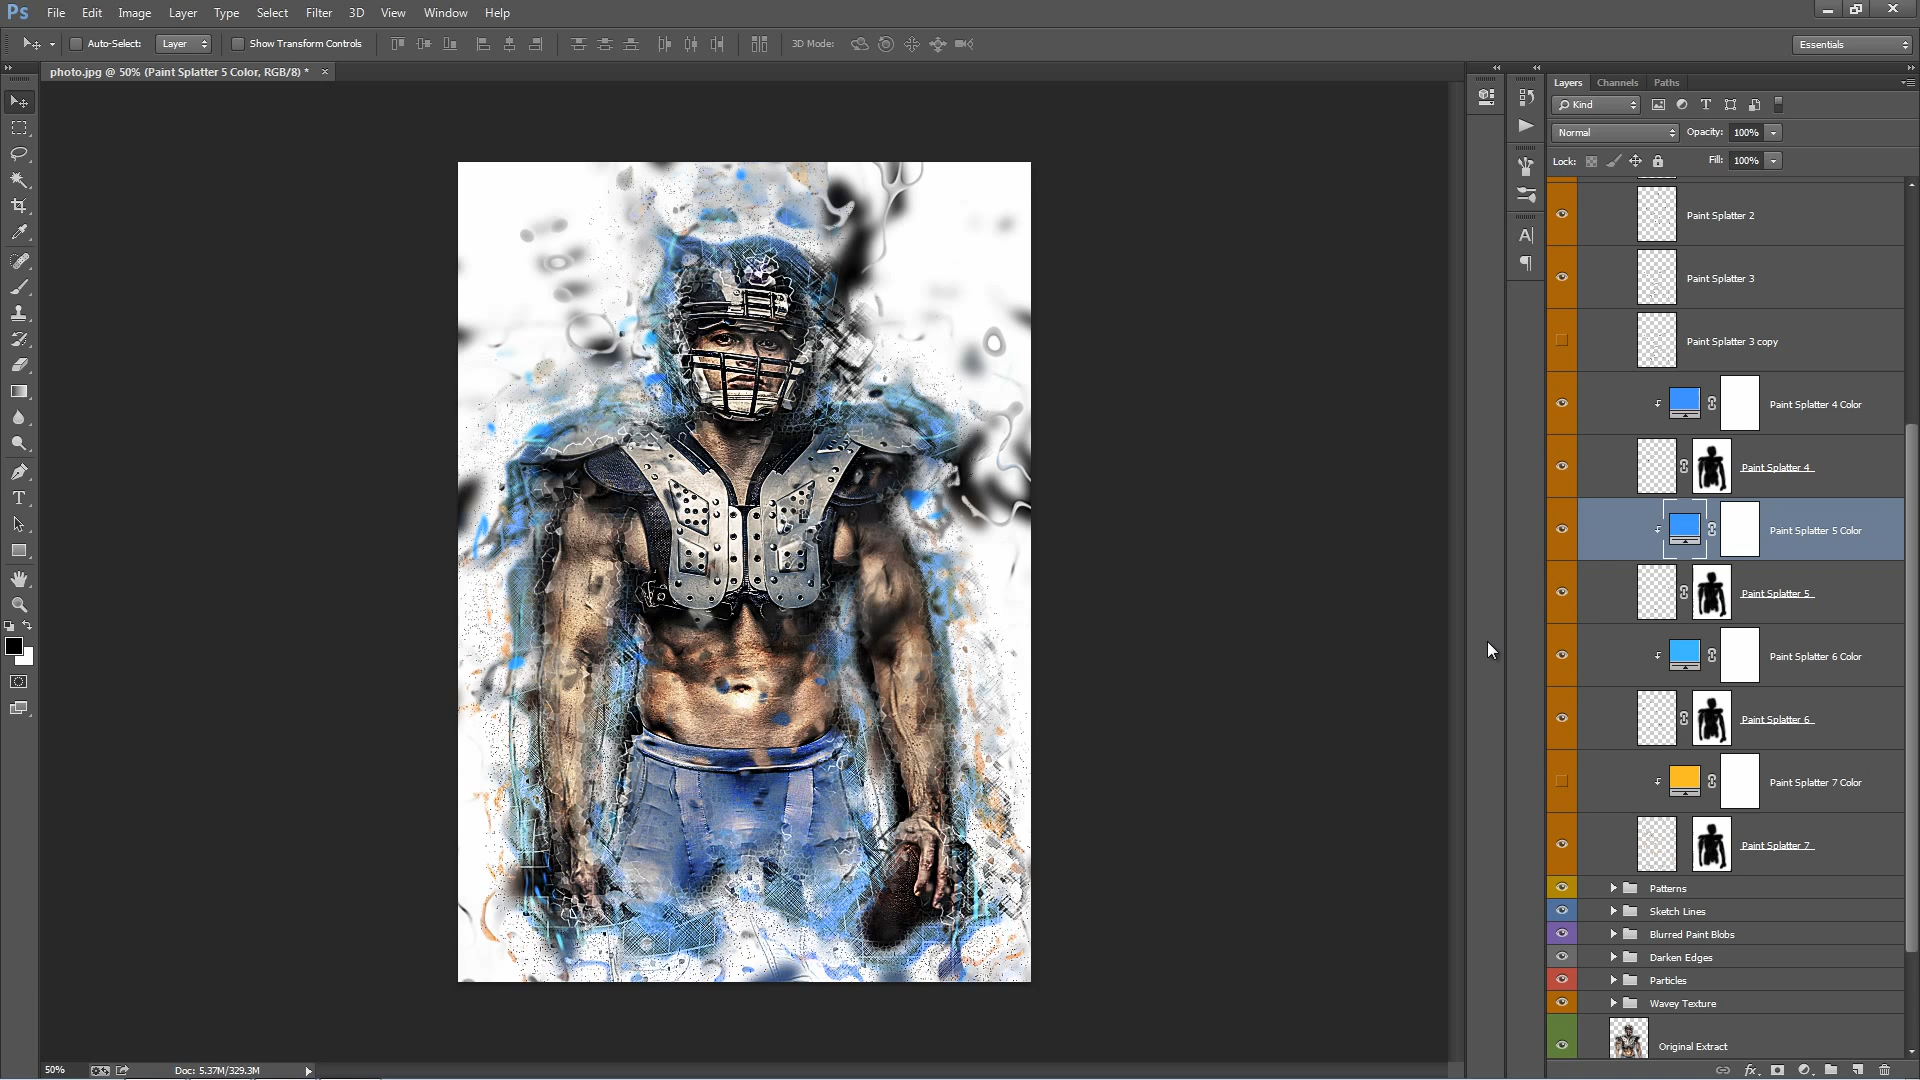 Ps File Edit Image Layer Type Select Filter 3D View Window Help
Auto-Select: Layer Show Transform Controls 3D Mode: Essentials
photo.jpg @ 50% (Paint Splatter 5 Color, RGB/8) * ×
Layers Channels Paths
Kind
Normal Opacity: 100%
Lock: Fill: 100%
Paint Splatter 2
Paint Splatter 3
Paint Splatter 3 copy
Paint Splatter 4 Color
Paint Splatter 4
Paint Splatter 5 Color
Paint Splatter 5
Paint Splatter 6 Color
Paint Splatter 6
Paint Splatter 7 Color
Paint Splatter 7
Patterns
Sketch Lines
Blurred Paint Blobs
Darken Edges
Particles
Wavey Texture
Original Extract
50% Doc: 5.37M/329.3M
fx